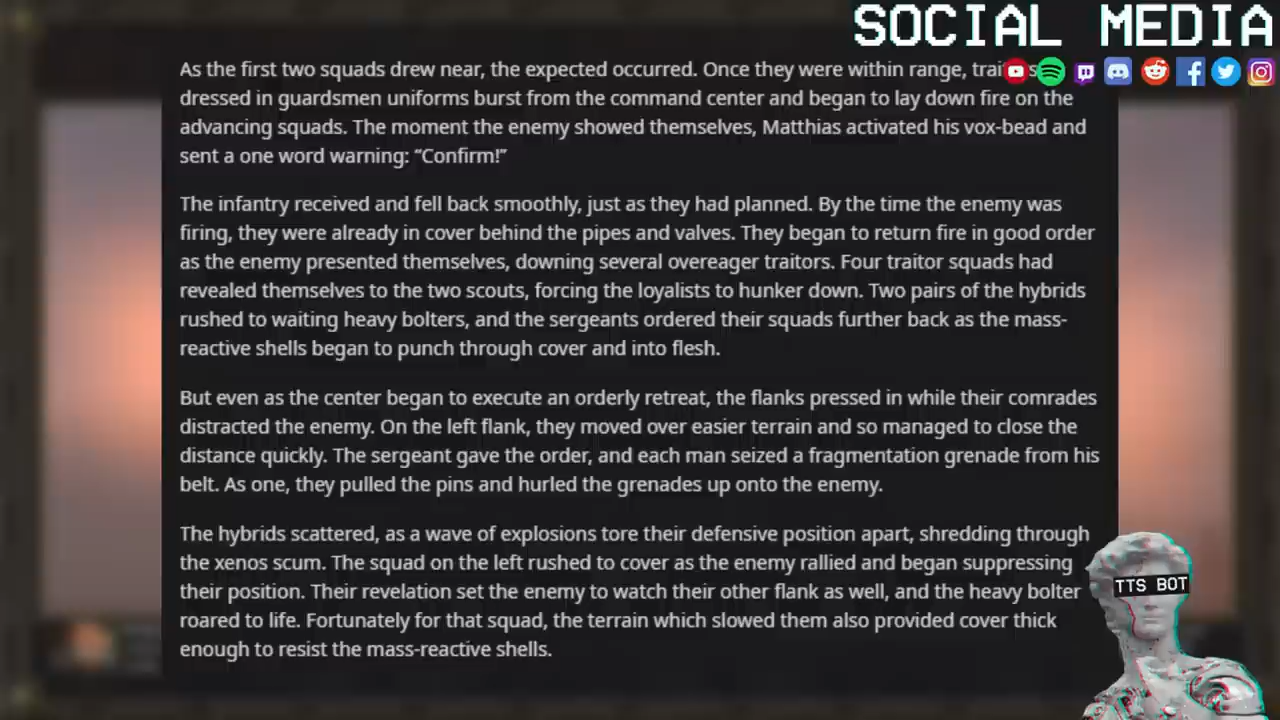 SOCIAL MEDIA
As the first two squads drew near, the expected occurred. Once they were within range,
dressed in guardsmen uniforms burst from the command center and began to lay down fire on the
advancing squads. The moment the enemy showed themselves, Matthias activated his vox-bead and
sent a one word warning: “Confirm!”
The infantry received and fell back smoothly, just as they had planned. By the time the enemy was
firing, they were already in cover behind the pipes and valves. They began to return fire in good order
as the enemy presented themselves, downing several overeager traitors. Four traitor squads had
revealed themselves to the two scouts, forcing the loyalists to hunker down. Two pairs of the hybrids
rushed to waiting heavy bolters, and the sergeants ordered their squads further back as the mass-
reactive shells began to punch through cover and into flesh.
But even as the center began to execute an orderly retreat, the flanks pressed in while their comrades
distracted the enemy. On the left flank, they moved over easier terrain and so managed to close the
distance quickly. The sergeant gave the order, and each man seized a fragmentation grenade from his
belt. As one, they pulled the pins and hurled the grenades up onto the enemy.
The hybrids scattered, as a wave of explosions tore their defensive position apart, shredding through
the xenos scum. The squad on the left rushed to cover as the enemy rallied and began suppressing
their position. Their revelation set the enemy to watch their other flank as well, and the heavy bolter
roared to life. Fortunately for that squad, the terrain which slowed them also provided cover thick
enough to resist the mass-reactive shells.
TTS BOT